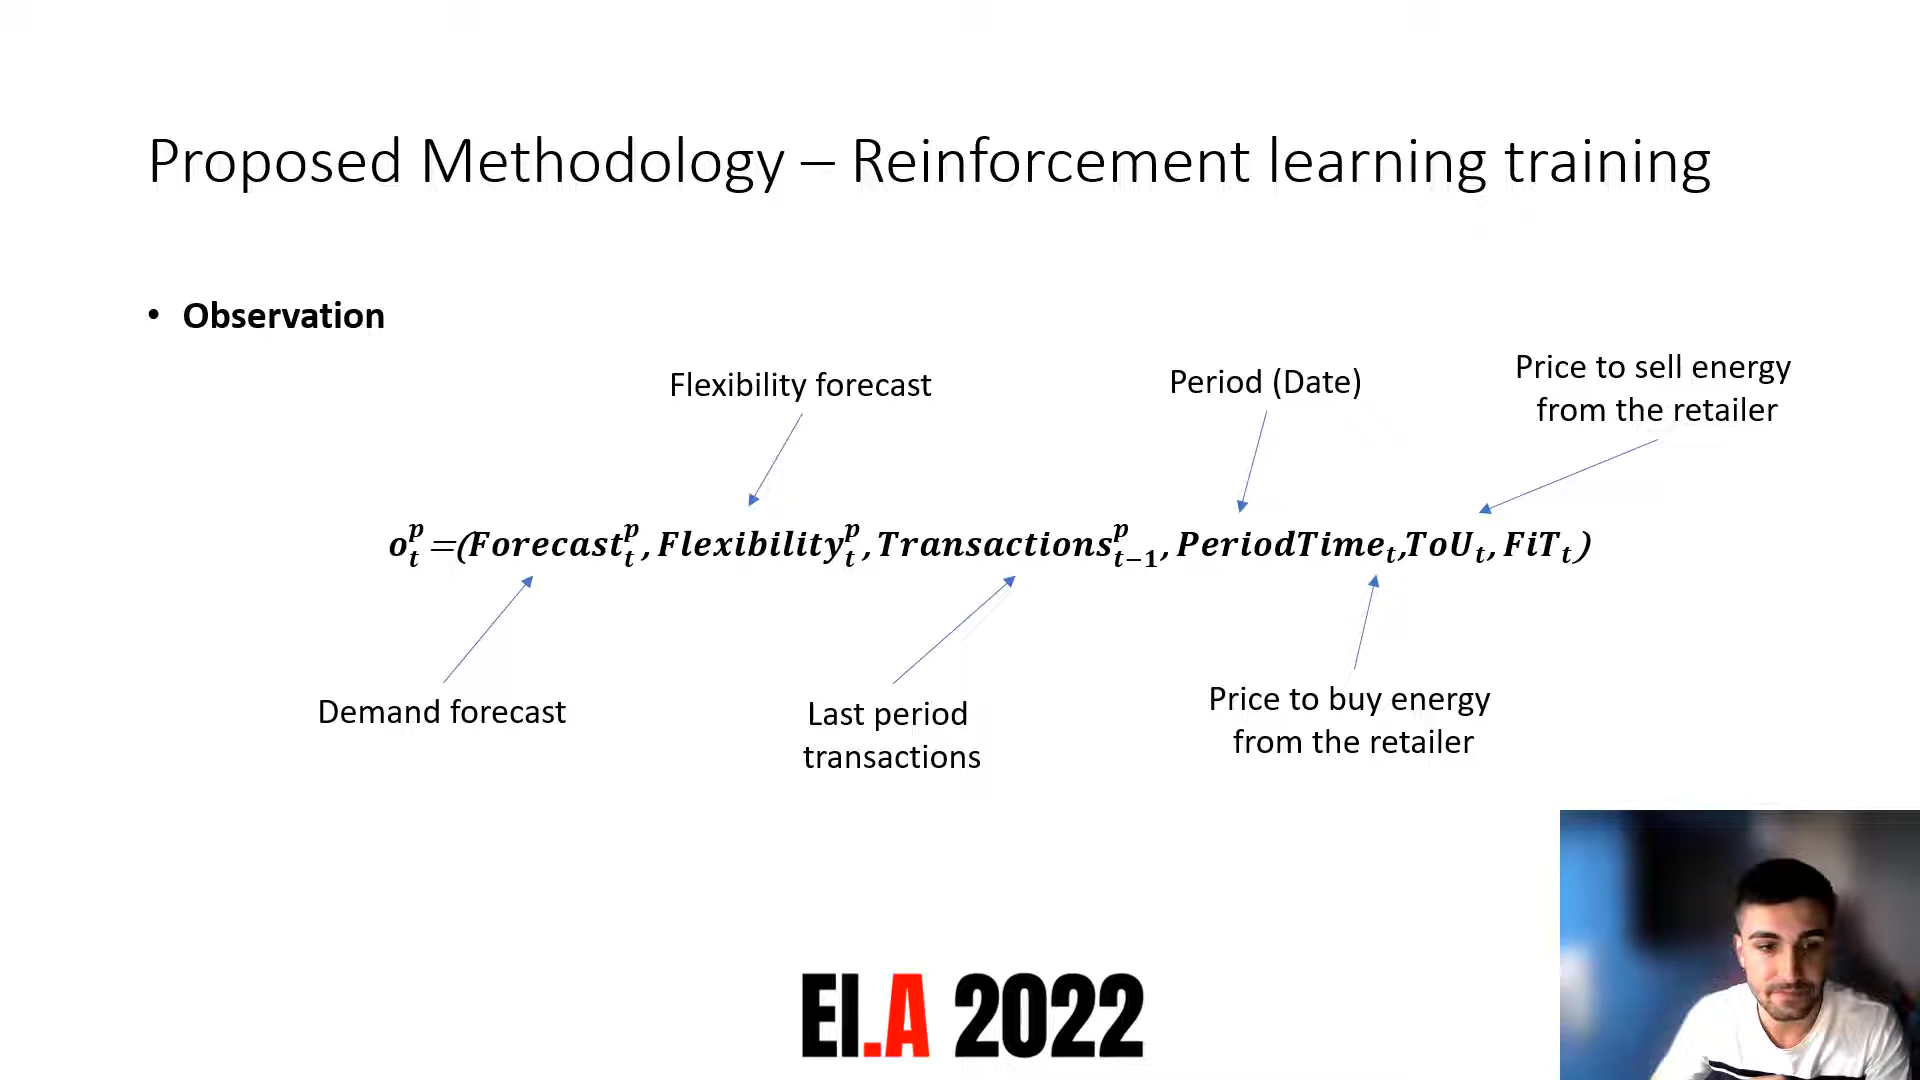 Proposed Methodology – Reinforcement learning training
• Observation
Flexibility forecast
Period (Date)
Price to sell energy
from the retailer
o_t^p=(Forecast_t^p, Flexibility_t^p, Transactions_{t-1}^p, PeriodTime_t,ToU_t, FiT_t)
Demand forecast
Last period
transactions
Price to buy energy
from the retailer
EI.A 2022